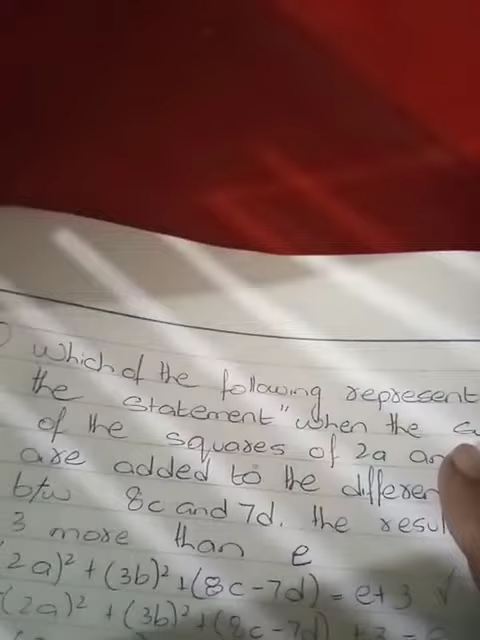 Which of the following represent
the statement "when the
of the squares of 2a
are added to the differen
b/w 8c and 7d. the resul
3 more than e
2a)² + (3b)² + (8c-7d) = e+3 ✓
(2a)² + (3b)² + (8c-7d)